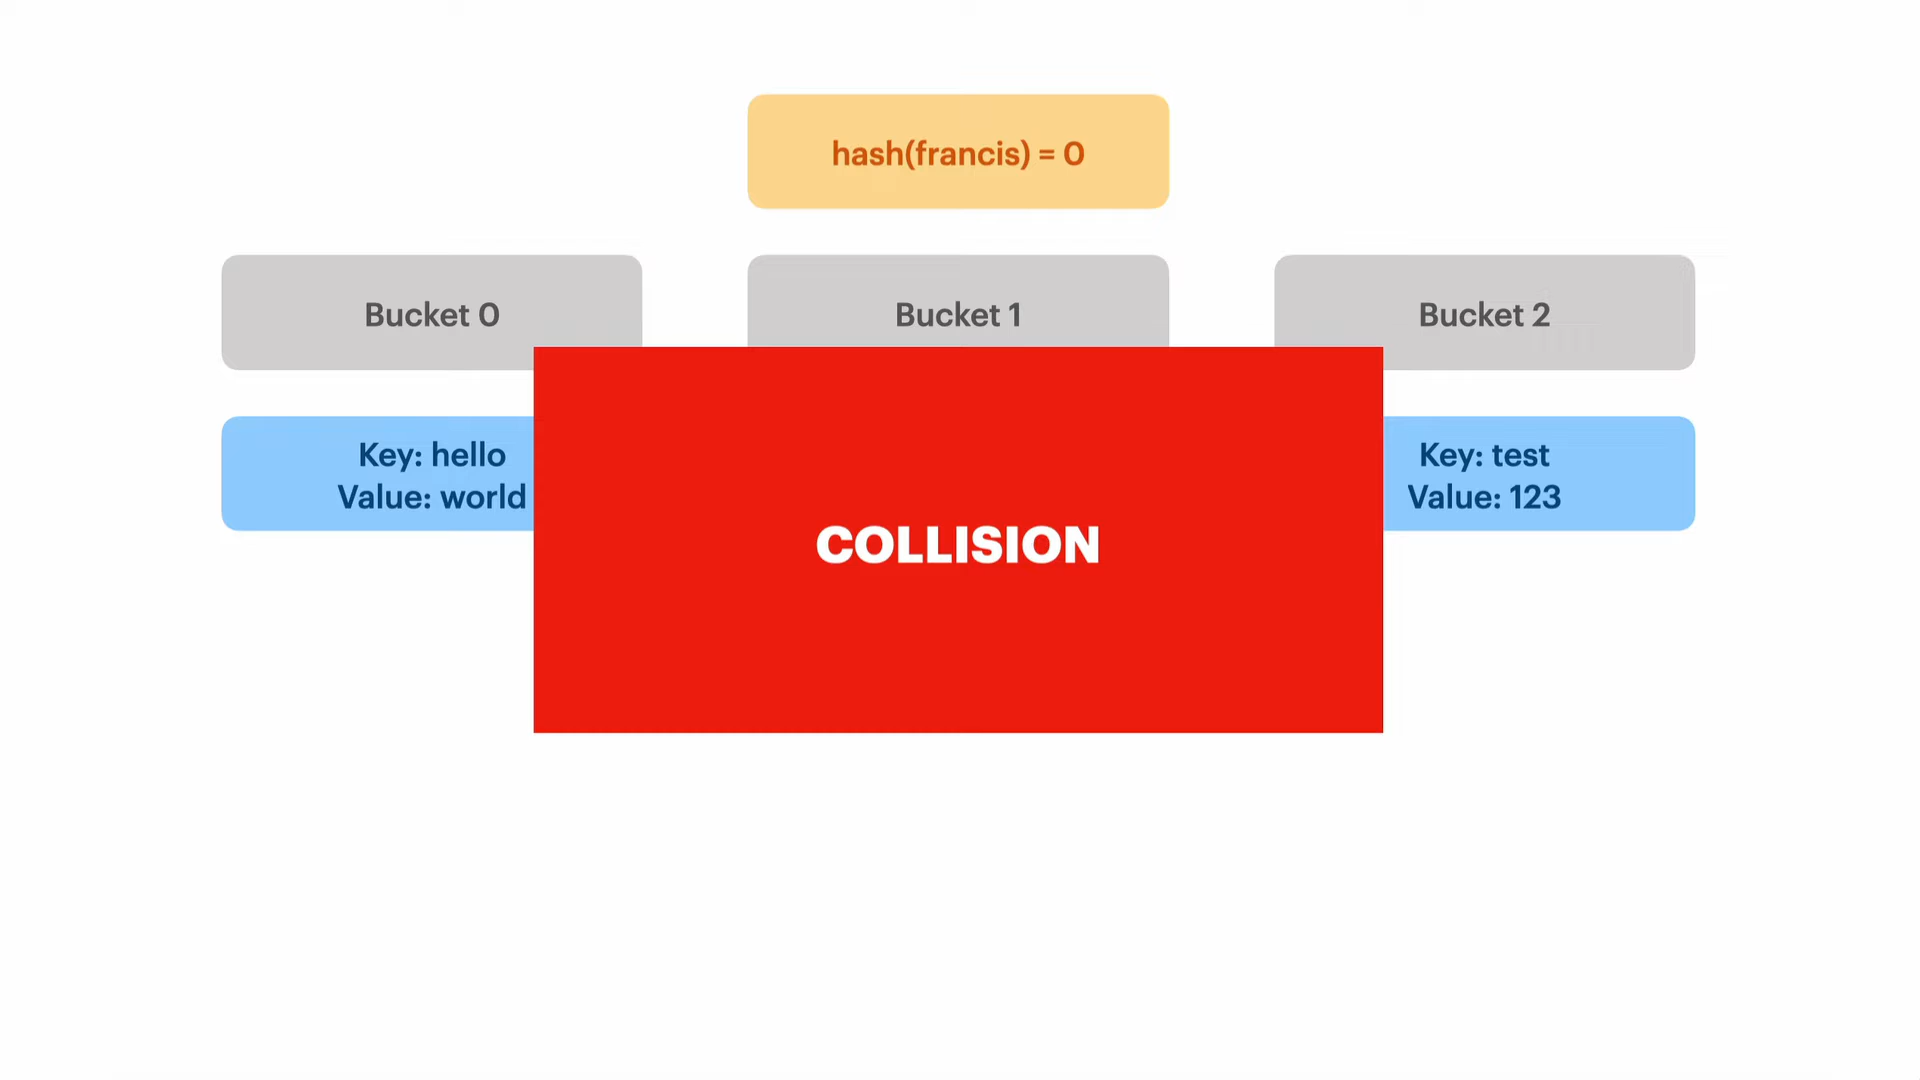 hash(francis) = 0
Bucket 0
Bucket 1
Bucket 2
Key: hello
Value: world
Key: test
Value: 123
COLLISION